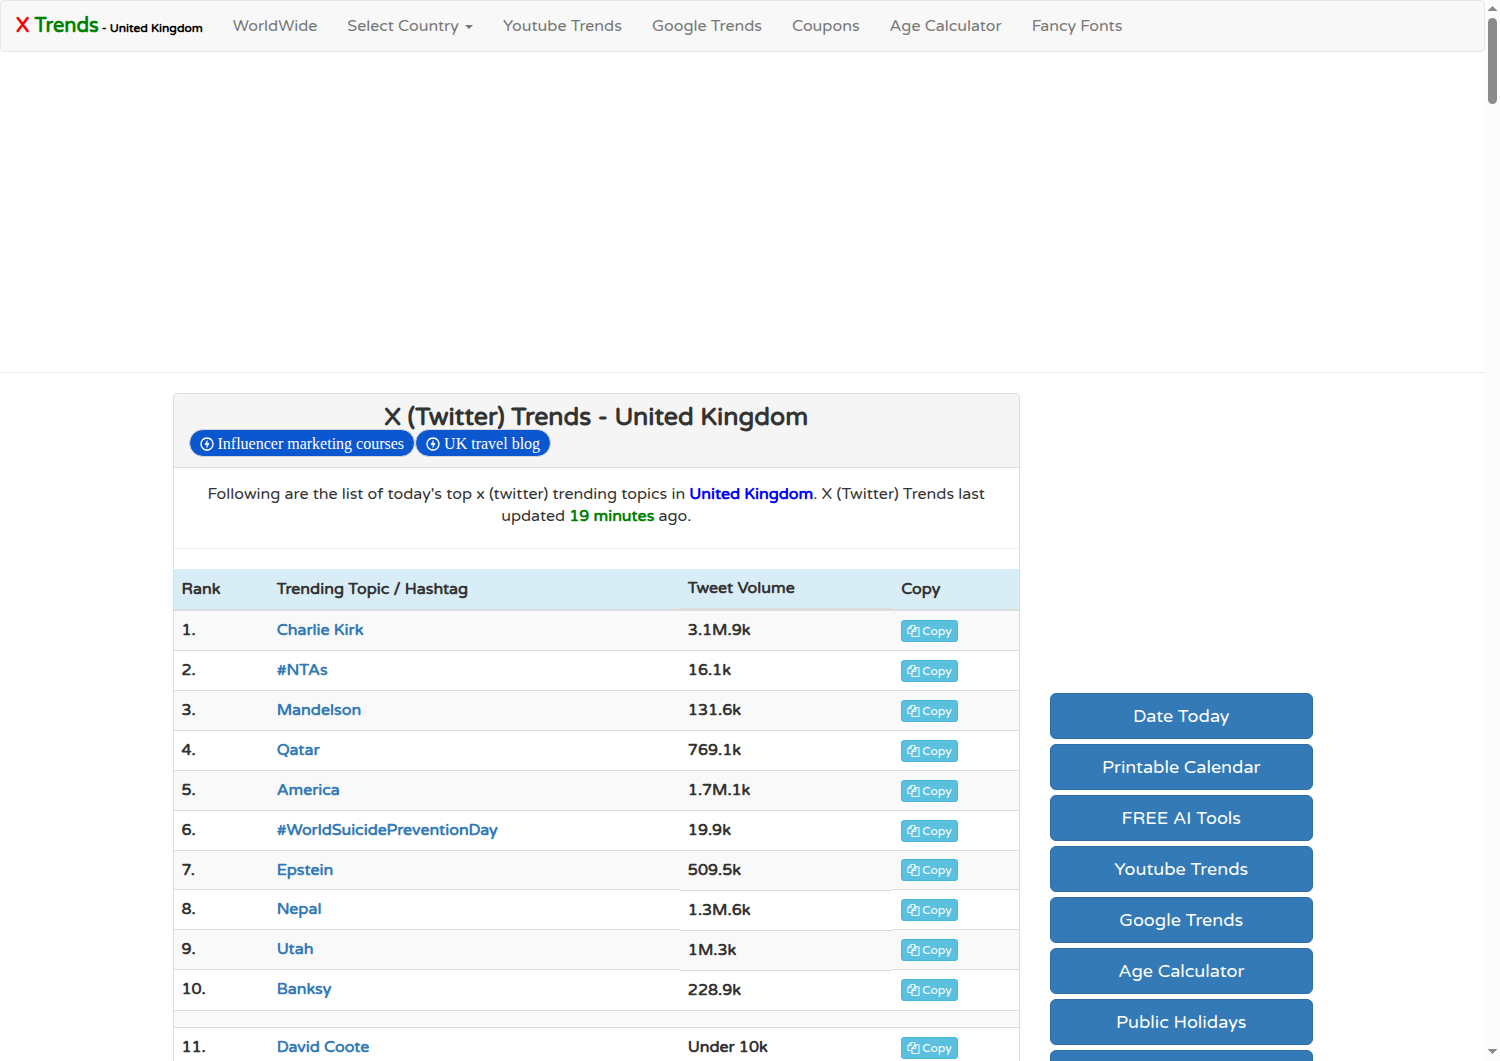 X Trends - United Kingdom WorldWide Select Country Youtube Trends Google Trends Coupons Age Calculator Fancy Fonts
X (Twitter) Trends - United Kingdom
Influencer marketing courses UK travel blog
Following are the list of today's top x (twitter) trending topics in United Kingdom. X (Twitter) Trends last
updated 19 minutes ago.
Rank Trending Topic / Hashtag Tweet Volume Copy
1. Charlie Kirk 3.1M.9k Copy
2. #NTAs 16.1k Copy
3. Mandelson 131.6k Copy
4. Qatar 769.1k Copy
5. America 1.7M.1k Copy
6. #WorldSuicidePreventionDay 19.9k Copy
7. Epstein 509.5k Copy
8. Nepal 1.3M.6k Copy
9. Utah 1M.3k Copy
10. Banksy 228.9k Copy
11. David Coote Under 10k Copy
Date Today
Printable Calendar
FREE AI Tools
Youtube Trends
Google Trends
Age Calculator
Public Holidays